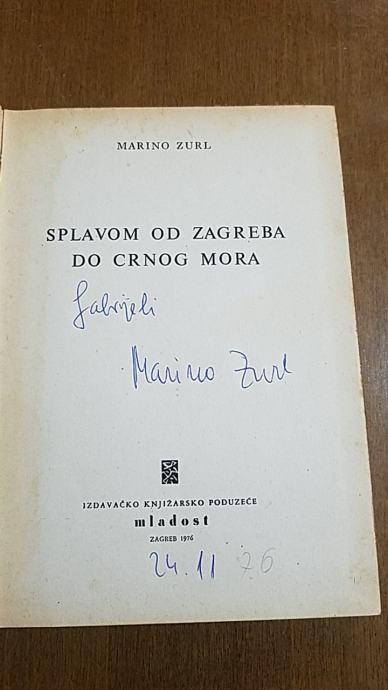 MARINO ZURL
SPLAVOM OD ZAGREBA
DO CRNOG MORA
Gabrijeli
Marino Zurl
IZDAVAČKO KNJIŽARSKO PODUZEĆE
mladost
ZAGREB 1976
24.11 76